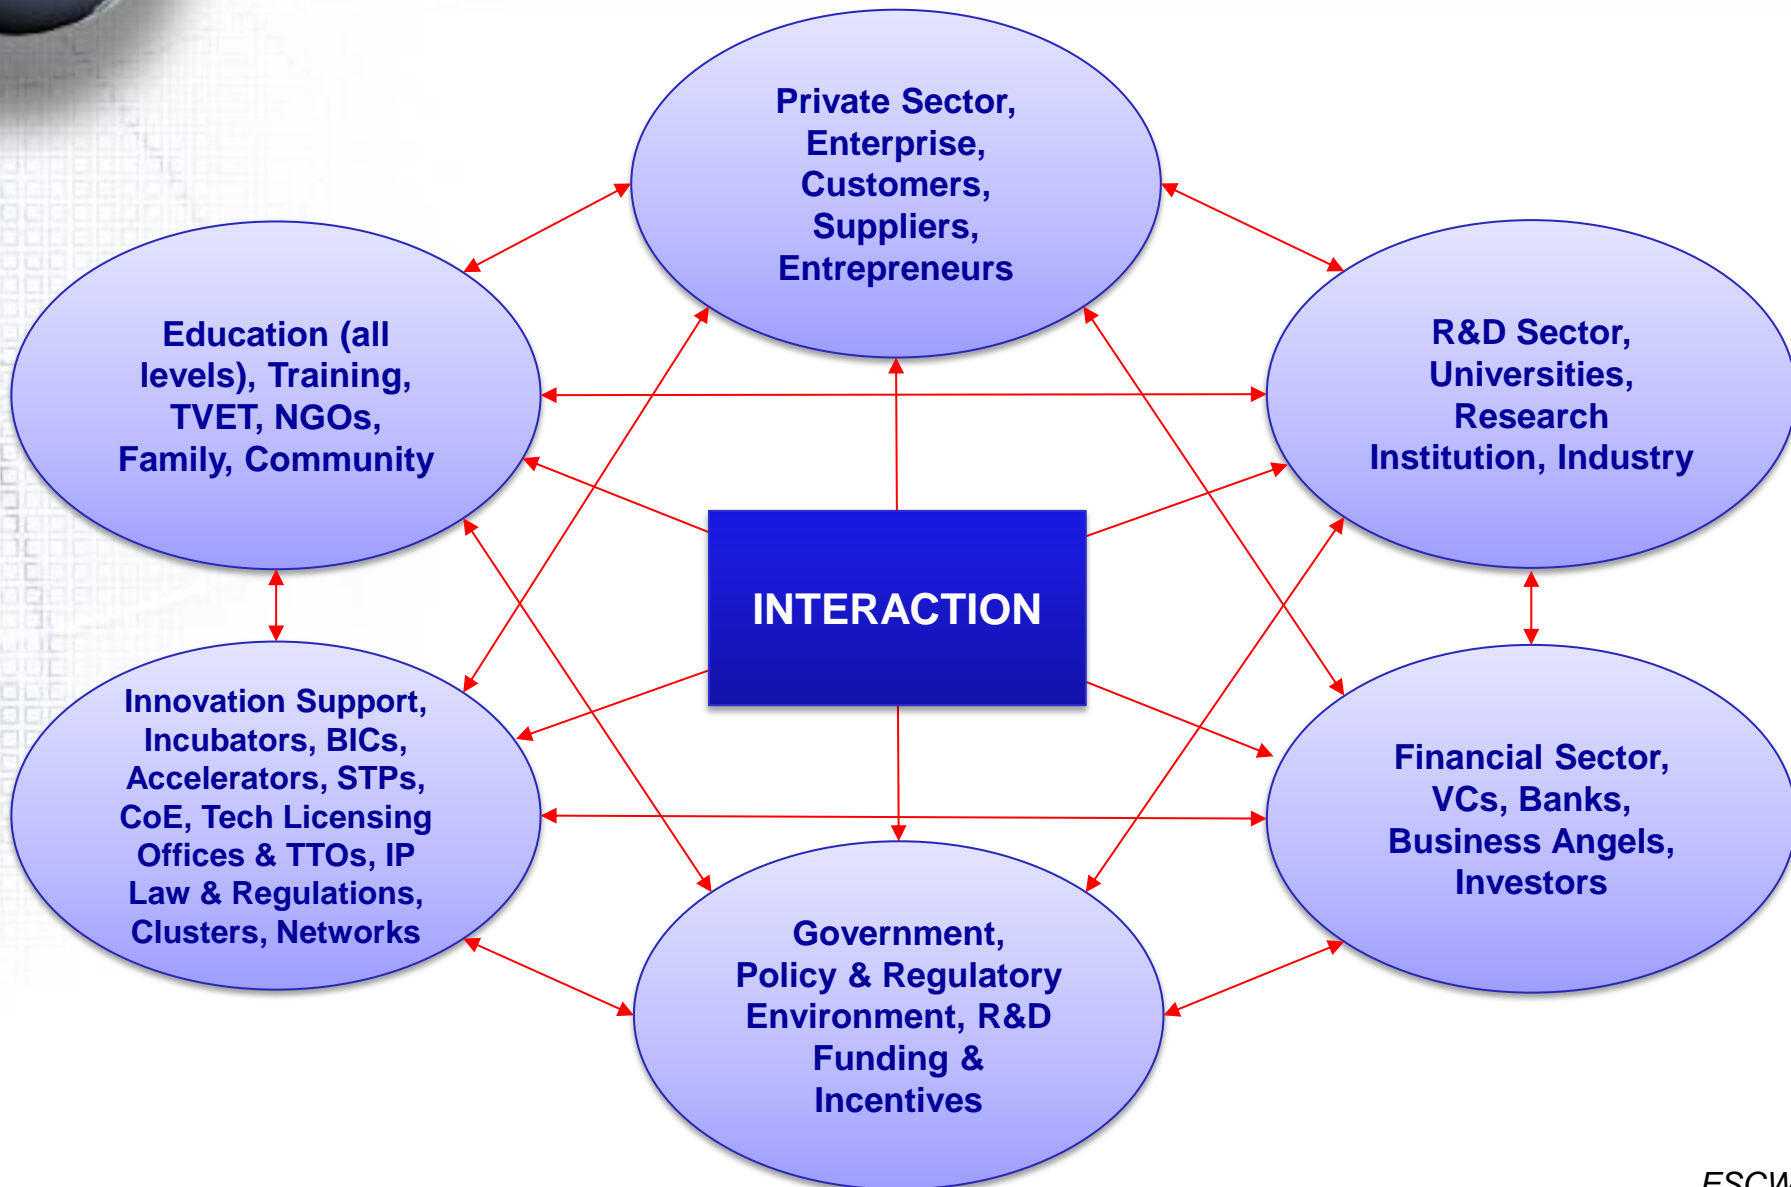 Private Sector,
Enterprise,
Customers,
Suppliers,
Entrepreneurs
Education (all
levels), Training,
TVET, NGOs,
Family, Community
R&D Sector,
Universities,
Research
Institution, Industry
INTERACTION
Innovation Support,
Incubators, BICs,
Accelerators, STPs,
CoE, Tech Licensing
Offices & TTOs, IP
Law & Regulations,
Clusters, Networks
Financial Sector,
VCs, Banks,
Business Angels,
Investors
Government,
Policy & Regulatory
Environment, R&D
Funding &
Incentives